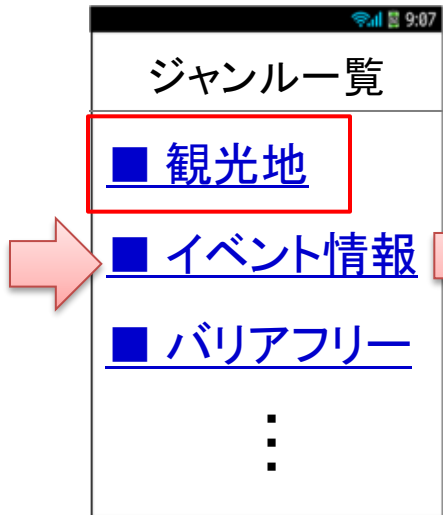 9:07
ジャンル一覧
■ 観光地
■ イベント情報
■ バリアフリー
⋮